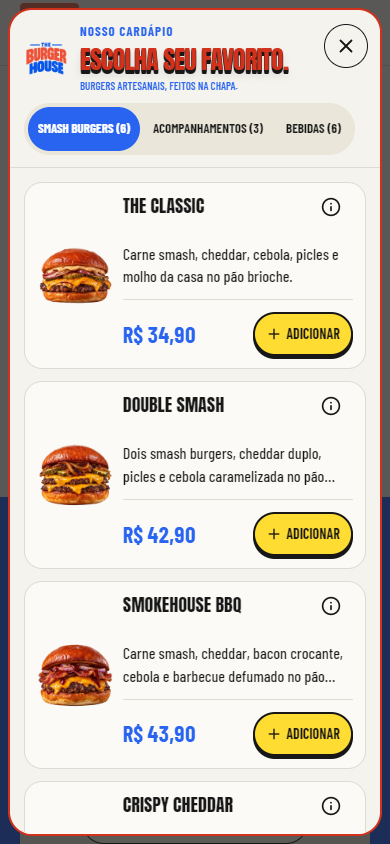 NOSSO CARDÁPIO
THE
BURGER
HOUSE
ESCOLHA SEU FAVORITO.
BURGERS ARTESANAIS, FEITOS NA CHAPA.
SMASH BURGERS (6)
ACOMPANHAMENTOS (3)
BEBIDAS (6)
THE CLASSIC
Carne smash, cheddar, cebola, picles e
molho da casa no pão brioche.
R$ 34,90
+ ADICIONAR
DOUBLE SMASH
Dois smash burgers, cheddar duplo,
picles e cebola caramelizada no pão...
R$ 42,90
+ ADICIONAR
SMOKEHOUSE BBQ
Carne smash, cheddar, bacon crocante,
cebola e barbecue defumado no pão...
R$ 43,90
+ ADICIONAR
CRISPY CHEDDAR